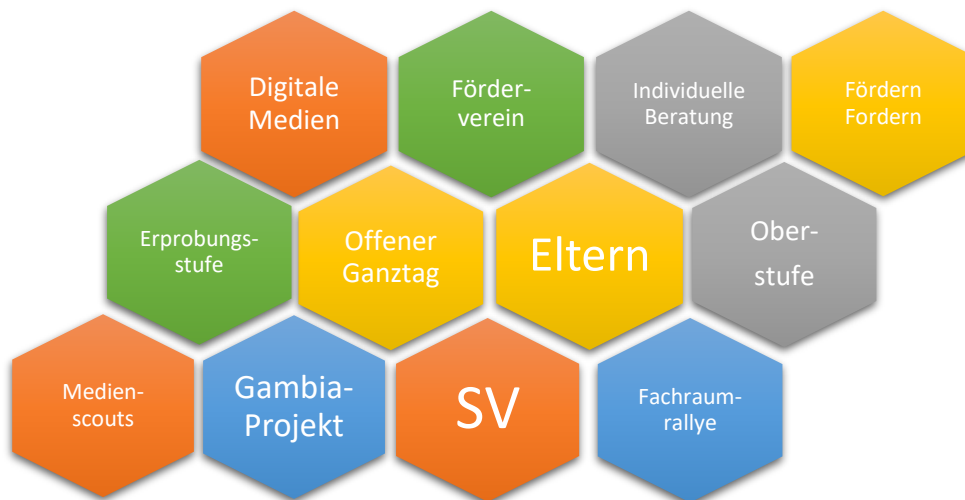 Digitale
Medien
Förder-
verein
Individuelle
Beratung
Fördern
Fordern
Erprobungs-
stufe
Offener
Ganztag
Eltern
Ober-
stufe
Medien-
scouts
Gambia-
Projekt
SV
Fachraum-
rallye